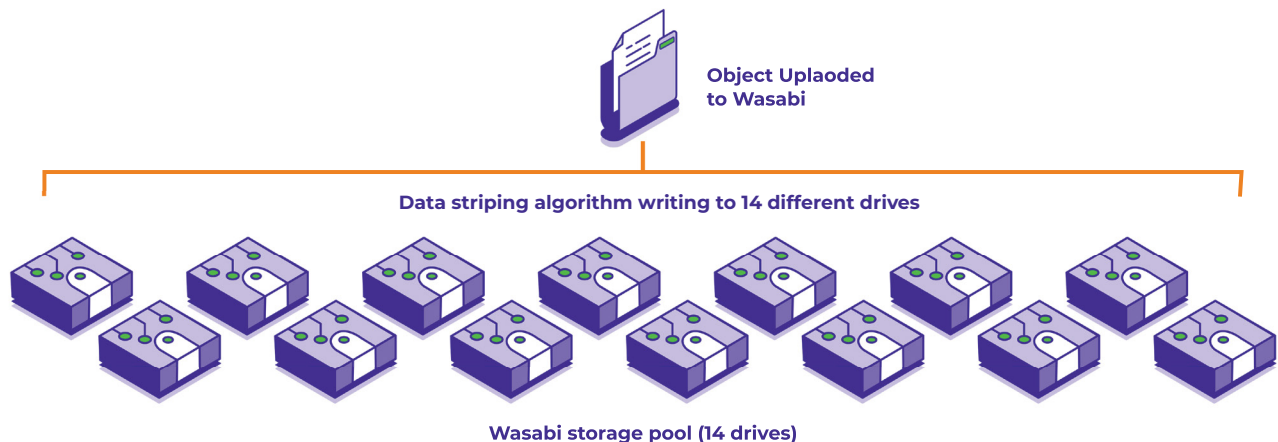 Object Uplaoded
to Wasabi
Data striping algorithm writing to 14 different drives
Wasabi storage pool (14 drives)